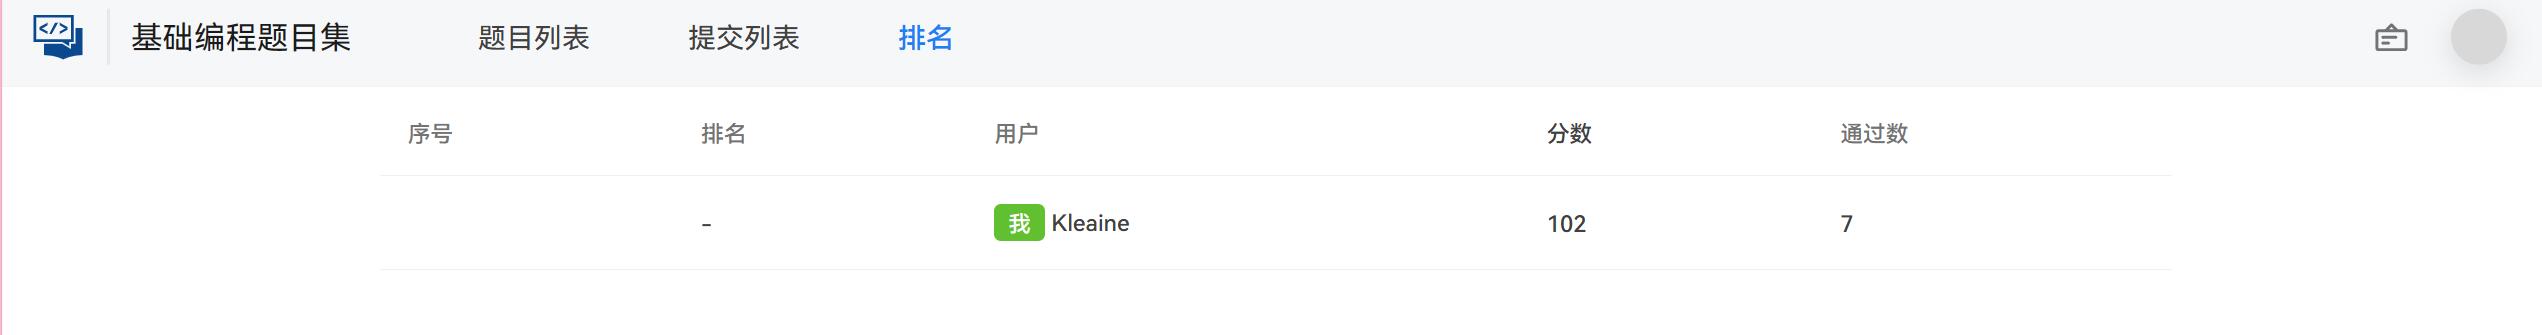 </> 基础编程题目集 题目列表 提交列表 排名
序号 排名 用户 分数 通过数
- 我 Kleaine 102 7